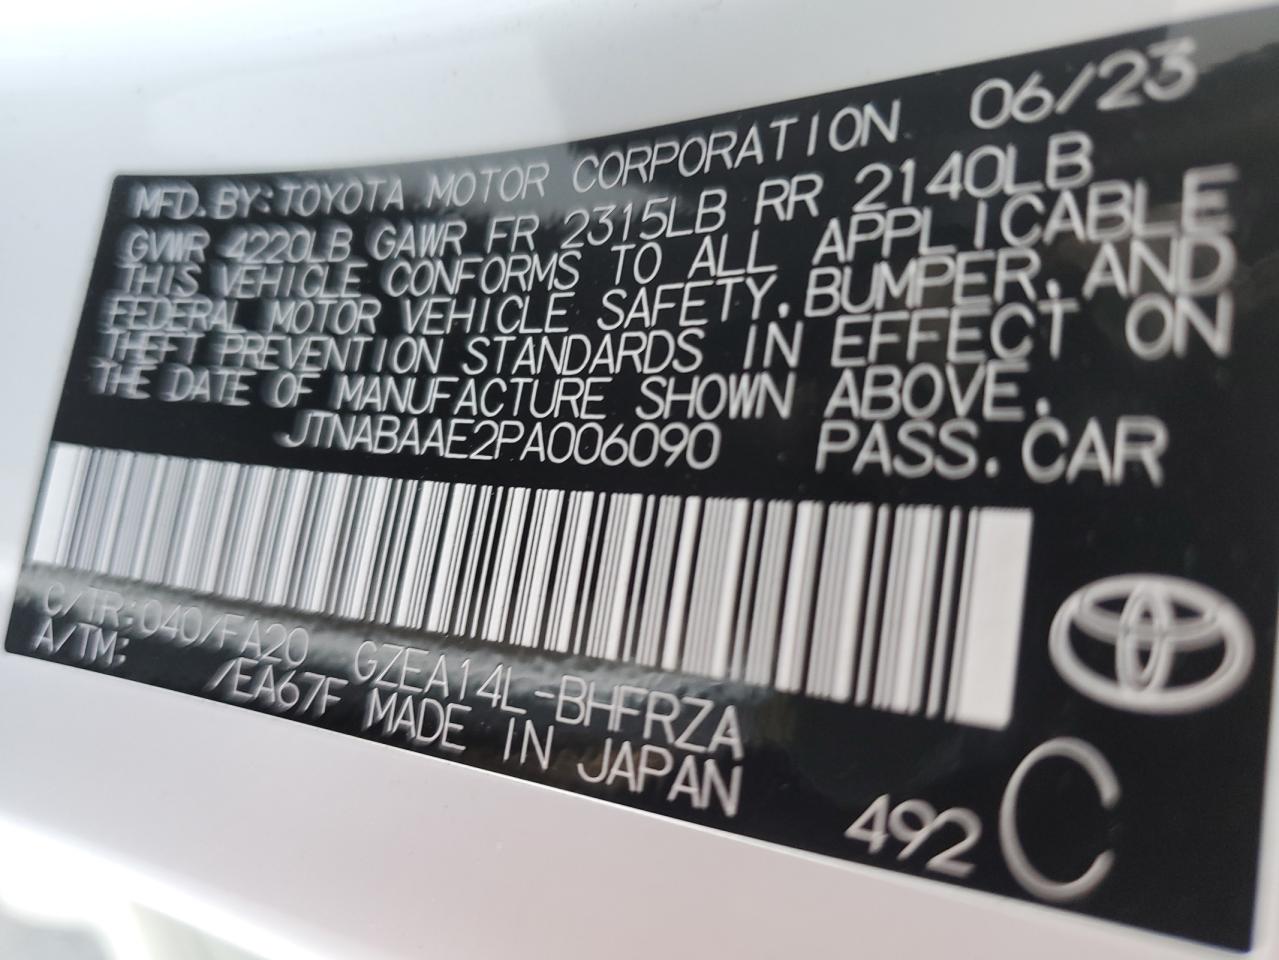 MFD.BY:TOYOTA MOTOR CORPORATION 06/23
GVWR 4220LB GAWR FR 2315LB RR 2140LB
THIS VEHICLE CONFORMS TO ALL APPLICABLE
FEDERAL MOTOR VEHICLE SAFETY,BUMPER,AND
THEFT PREVENTION STANDARDS IN EFFECT ON
THE DATE OF MANUFACTURE SHOWN ABOVE.
JTNABAAE2PA006090 PASS.CAR
C/TR:040/FA20 GZEA14L-BHFRZA
A/TM: /EA67F MADE IN JAPAN
492 C